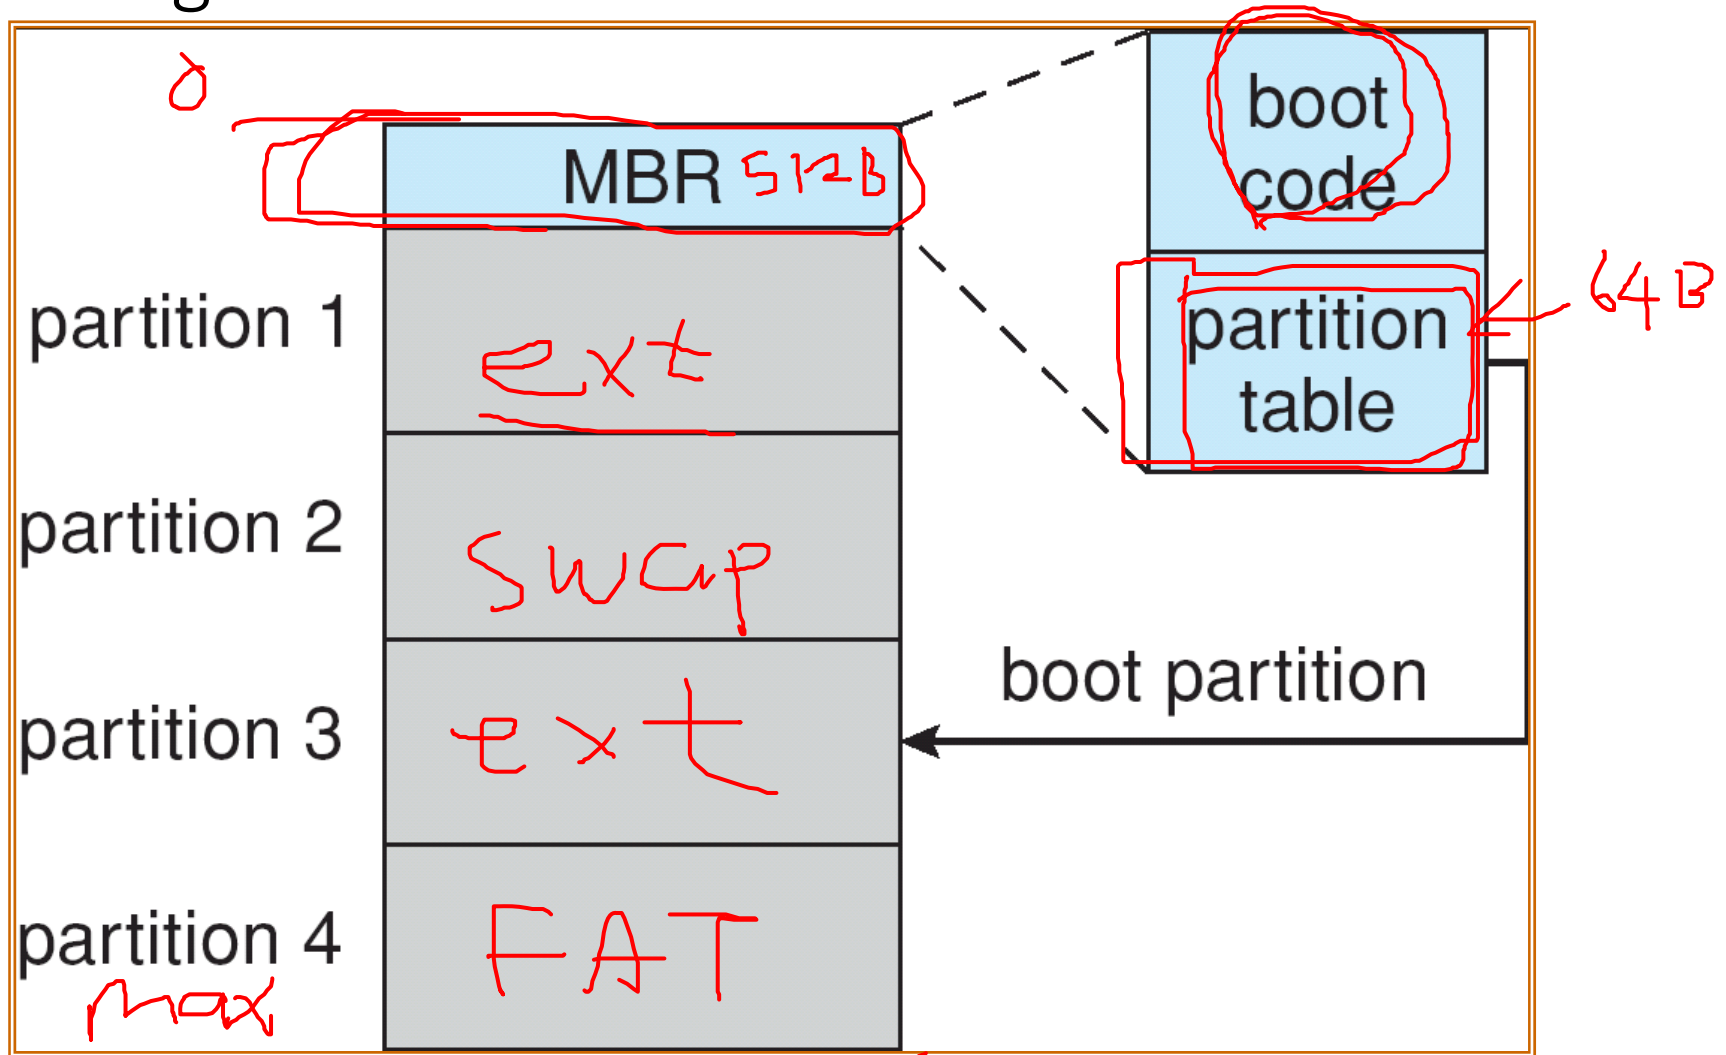 0
boot
code
MBR 512B
partition
table
64B
partition 1
ext
partition 2
swap
boot partition
partition 3
ext
partition 4
FAT
max